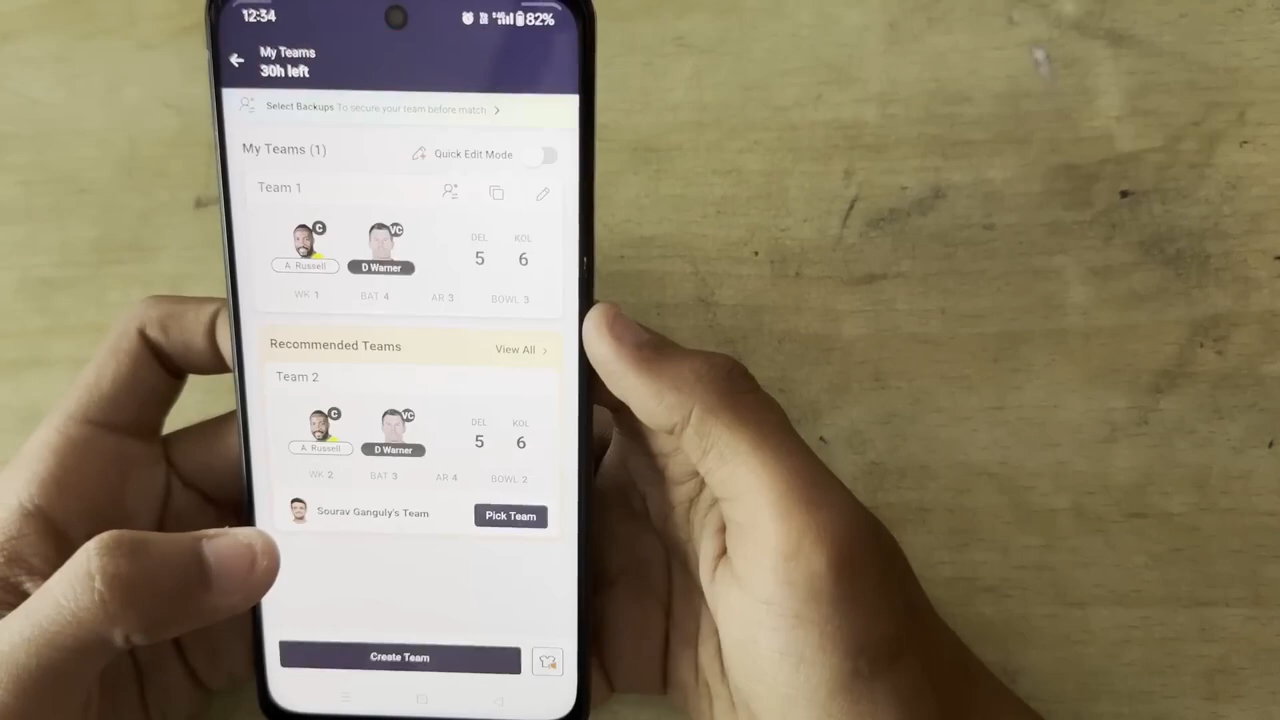 12:34
82%
My Teams
30h left
Select Backups To secure your team before match
My Teams (1)
Quick Edit Mode
Team 1
C
VC
A Russell
D Warner
DEL
KOL
5
6
WK 1
BAT 4
AR 3
BOWL 3
Recommended Teams
View All
Team 2
C
VC
A Russell
D Warner
DEL
KOL
5
6
WK 2
BAT 3
AR 4
BOWL 2
Sourav Ganguly's Team
Pick Team
Create Team